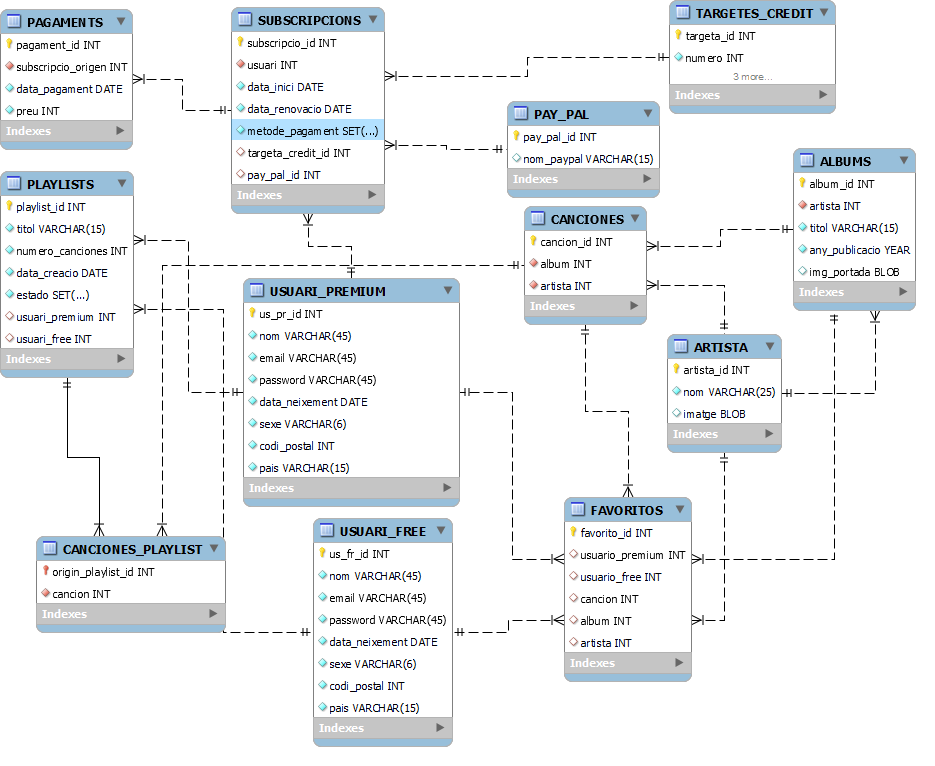 PAGAMENTS
pagament_id INT
subscripcio_origen INT
data_pagament DATE
preu INT
Indexes
SUBSCRIPCIONS
subscripcio_id INT
usuari INT
data_inici DATE
data_renovacio DATE
metode_pagament SET(...)
targeta_credit_id INT
pay_pal_id INT
Indexes
TARGETES_CREDIT
targeta_id INT
numero INT
3 more...
Indexes
PAY_PAL
pay_pal_id INT
nom_paypal VARCHAR(15)
Indexes
PLAYLISTS
playlist_id INT
titol VARCHAR(15)
numero_canciones INT
data_creacio DATE
estado SET(...)
usuari_premium INT
usuari_free INT
Indexes
CANCIONES
cancion_id INT
album INT
artista INT
Indexes
ALBUMS
album_id INT
artista INT
titol VARCHAR(15)
any_publicacio YEAR
img_portada BLOB
Indexes
USUARI_PREMIUM
us_pr_id INT
nom VARCHAR(45)
email VARCHAR(45)
password VARCHAR(45)
data_neixement DATE
sexe VARCHAR(6)
codi_postal INT
pais VARCHAR(15)
Indexes
ARTISTA
artista_id INT
nom VARCHAR(25)
imatge BLOB
Indexes
CANCIONES_PLAYLIST
origin_playlist_id INT
cancion INT
Indexes
USUARI_FREE
us_fr_id INT
nom VARCHAR(45)
email VARCHAR(45)
password VARCHAR(45)
data_neixement DATE
sexe VARCHAR(6)
codi_postal INT
pais VARCHAR(15)
Indexes
FAVORITOS
favorito_id INT
usuario_premium INT
usuario_free INT
cancion INT
album INT
artista INT
Indexes